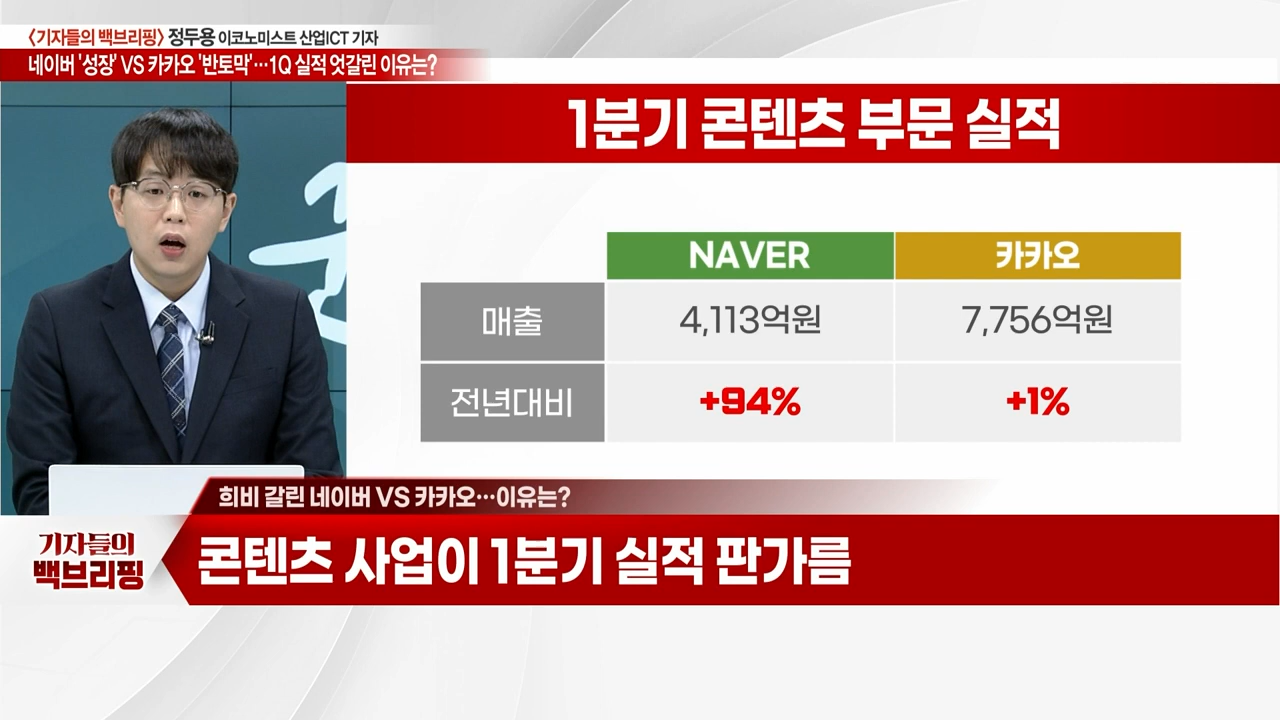 <기자들의 백브리핑> 정두용 이코노미스트 산업ICT 기자
네이버 '성장' VS 카카오 '반토막'…1Q 실적 엇갈린 이유는?
1분기 콘텐츠 부문 실적
NAVER 카카오
매출 4,113억원 7,756억원
전년대비 +94% +1%
희비 갈린 네이버 VS 카카오…이유는?
기자들의
백브리핑
콘텐츠 사업이 1분기 실적 판가름